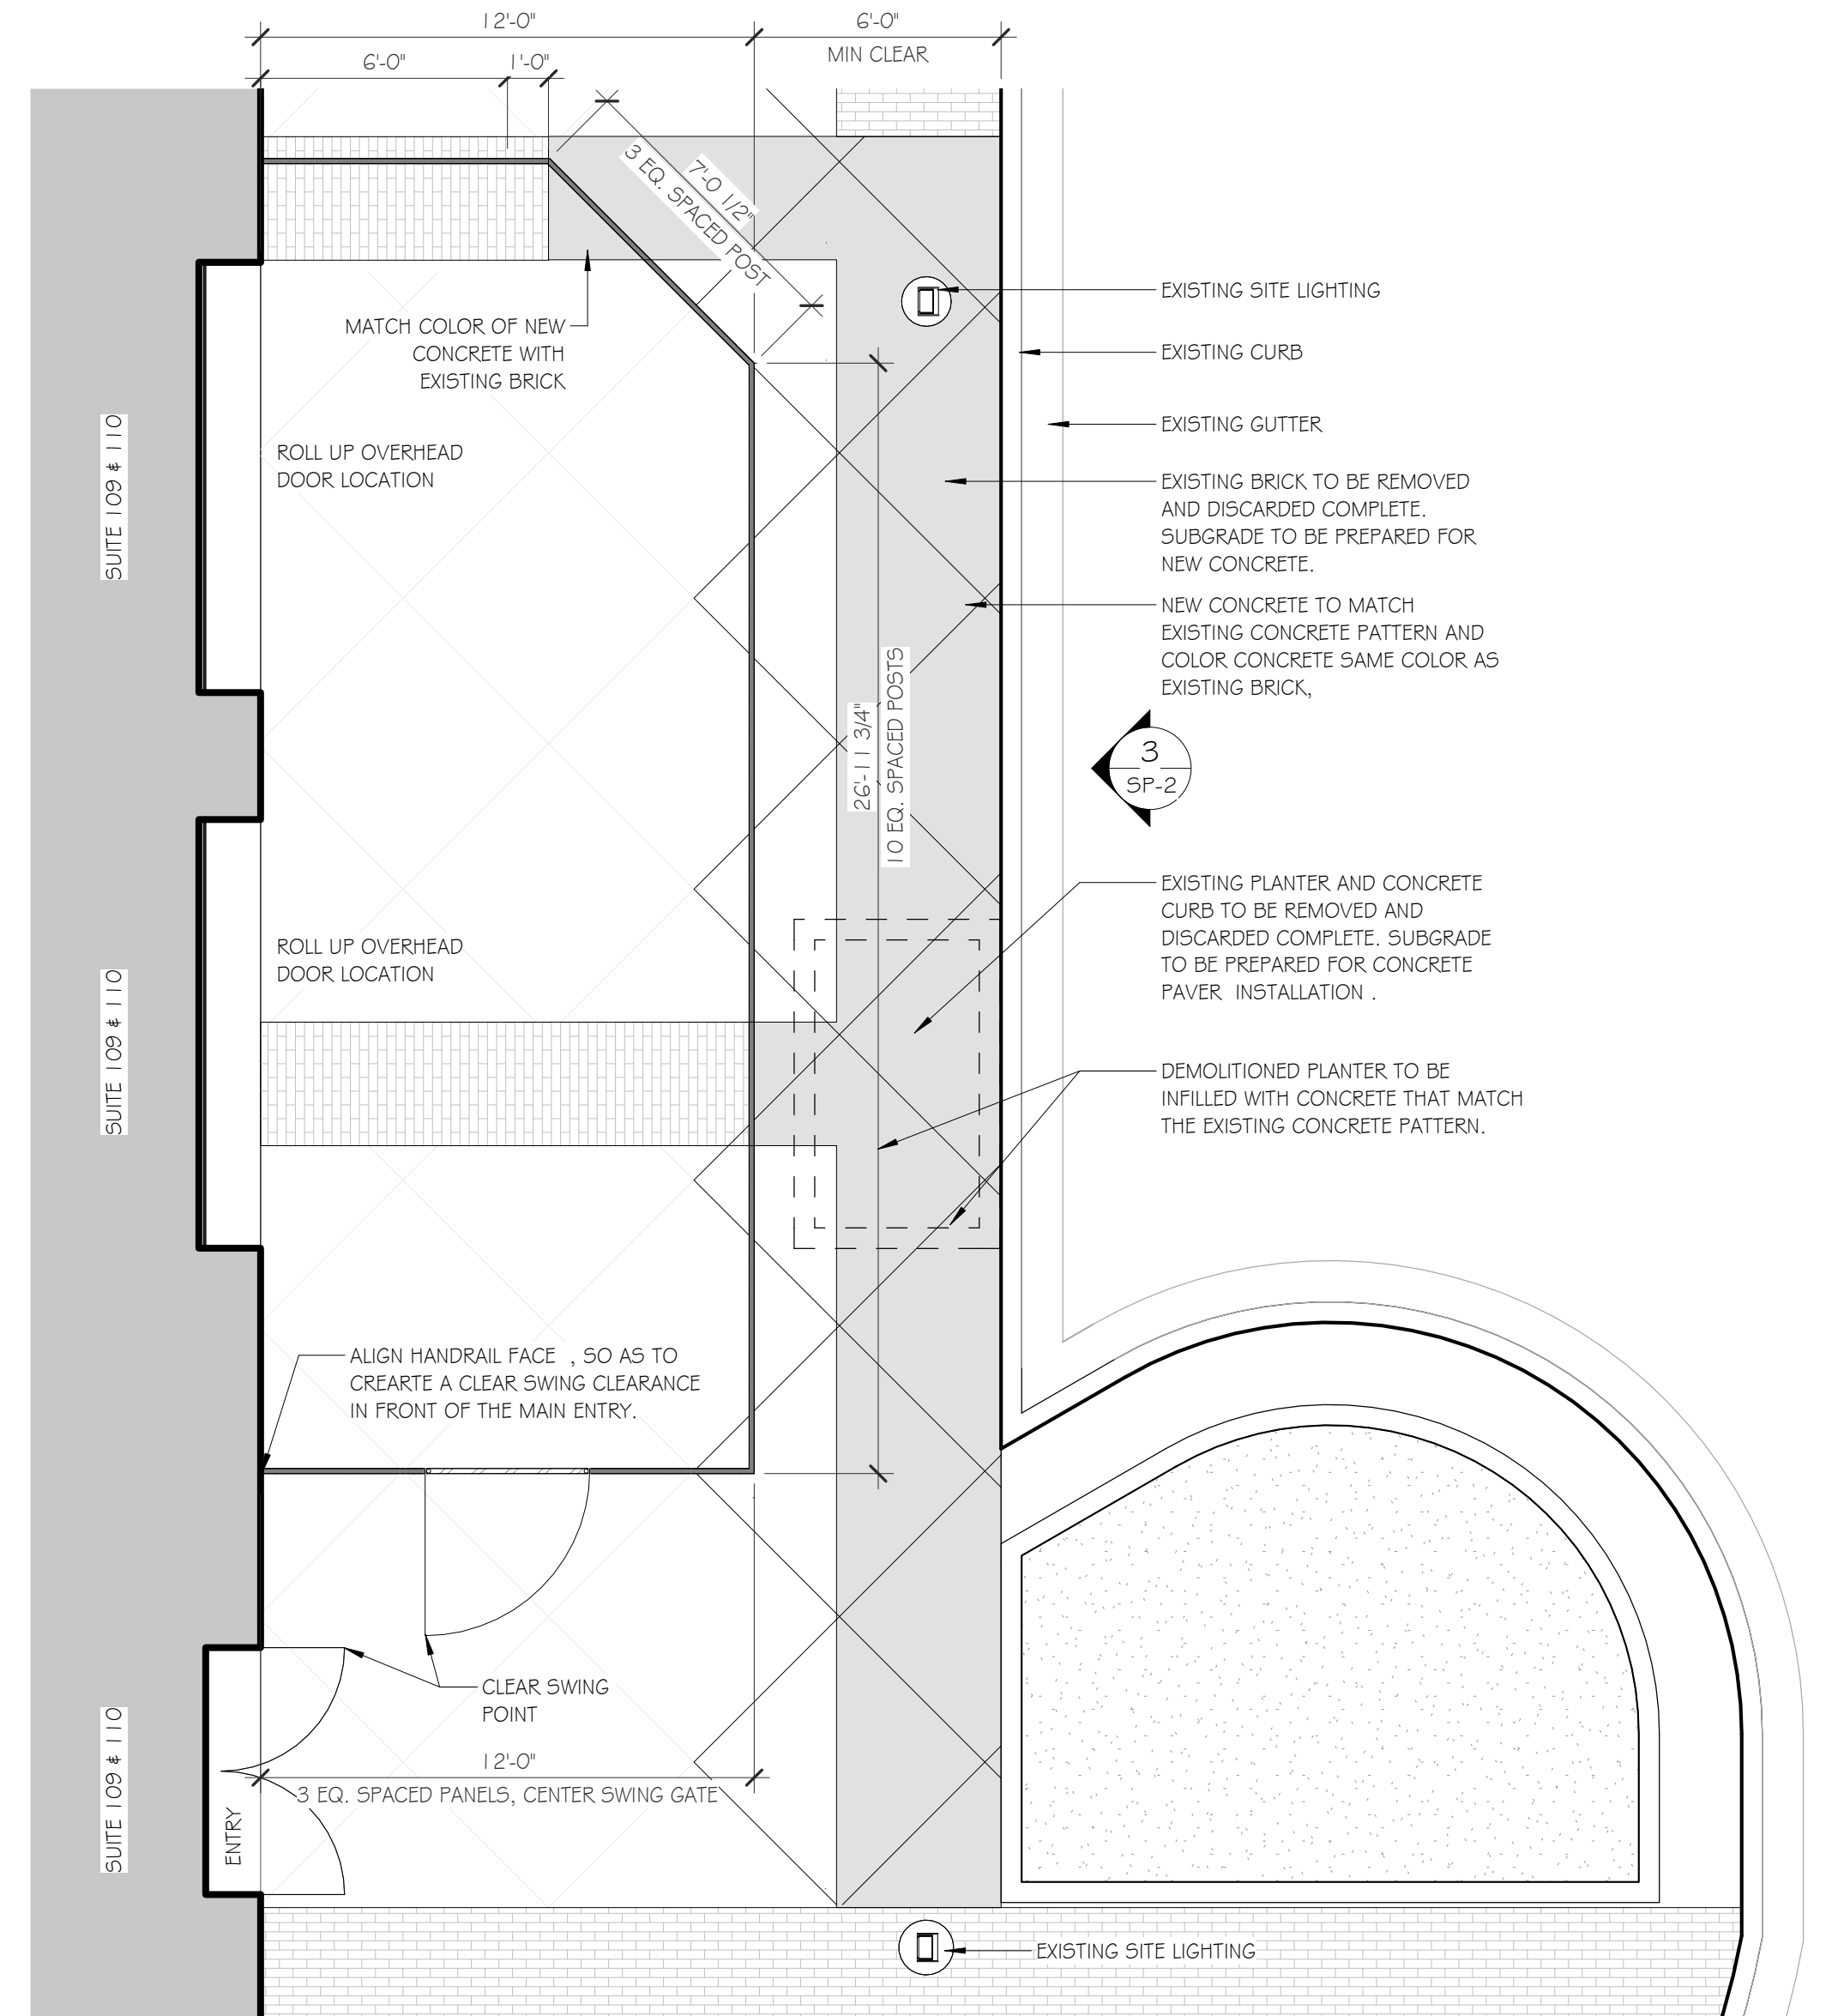 12'-0"
6'-0"
MIN CLEAR
6'-0"
1'-0"
7'-0 1/2"
3 EQ. SPACED POST
EXISTING SITE LIGHTING
MATCH COLOR OF NEW
CONCRETE WITH
EXISTING BRICK
EXISTING CURB
EXISTING GUTTER
SUITE 109 & 110
ROLL UP OVERHEAD
DOOR LOCATION
EXISTING BRICK TO BE REMOVED
AND DISCARDED COMPLETE.
SUBGRADE TO BE PREPARED FOR
NEW CONCRETE.
NEW CONCRETE TO MATCH
EXISTING CONCRETE PATTERN AND
COLOR CONCRETE SAME COLOR AS
EXISTING BRICK,
26'-11 3/4"
10 EQ. SPACED POSTS
3
SP-2
EXISTING PLANTER AND CONCRETE
CURB TO BE REMOVED AND
DISCARDED COMPLETE. SUBGRADE
TO BE PREPARED FOR CONCRETE
PAVER INSTALLATION .
ROLL UP OVERHEAD
DOOR LOCATION
SUITE 109 & 110
DEMOLITIONED PLANTER TO BE
INFILLED WITH CONCRETE THAT MATCH
THE EXISTING CONCRETE PATTERN.
ALIGN HANDRAIL FACE , SO AS TO
CREARTE A CLEAR SWING CLEARANCE
IN FRONT OF THE MAIN ENTRY.
CLEAR SWING
POINT
12'-0"
3 EQ. SPACED PANELS, CENTER SWING GATE
SUITE 109 & 110
ENTRY
EXISTING SITE LIGHTING